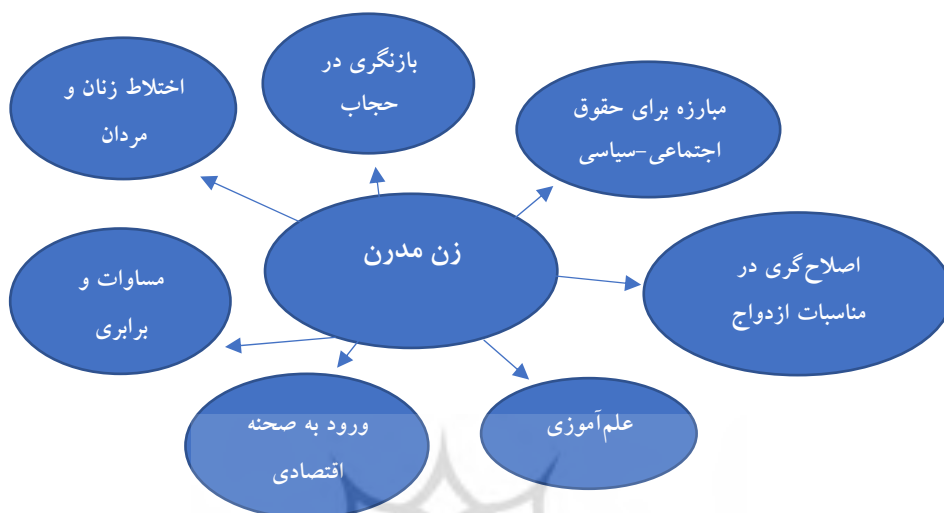 بازنگری در
حجاب
اختلاط زنان و
مردان
مبارزه برای حقوق
اجتماعی-سیاسی
زن مدرن
اصلاح‌گری در
مناسبات ازدواج
مساوات و
برابری
علم‌آموزی
ورود به صحنه
اقتصادی